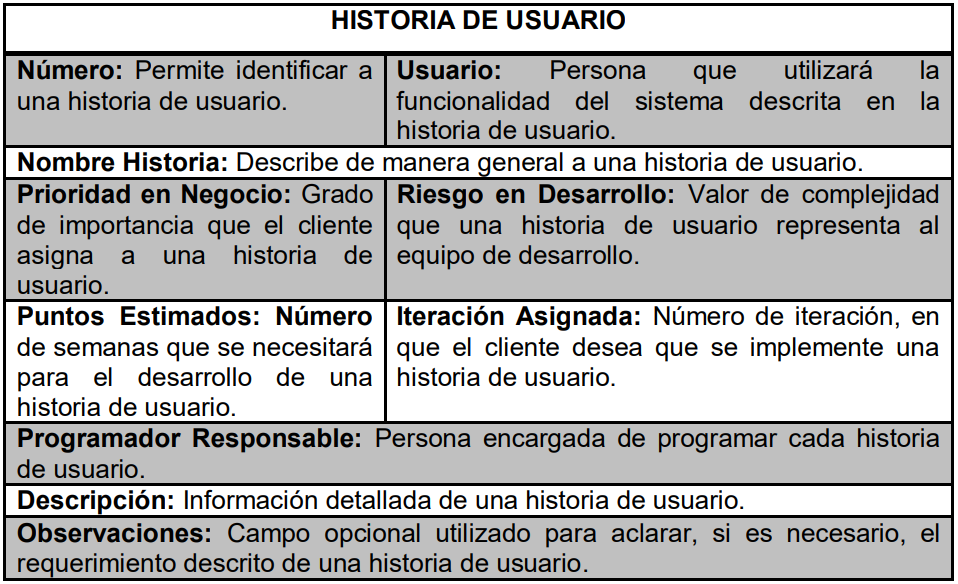 HISTORIA DE USUARIO
Número: Permite identificar a
una historia de usuario.
Usuario: Persona que utilizará la
funcionalidad del sistema descrita en la
historia de usuario.
Nombre Historia: Describe de manera general a una historia de usuario.
Prioridad en Negocio: Grado
de importancia que el cliente
asigna a una historia de
usuario.
Riesgo en Desarrollo: Valor de complejidad
que una historia de usuario representa al
equipo de desarrollo.
Puntos Estimados: Número
de semanas que se necesitará
para el desarrollo de una
historia de usuario.
Iteración Asignada: Número de iteración, en
que el cliente desea que se implemente una
historia de usuario.
Programador Responsable: Persona encargada de programar cada historia
de usuario.
Descripción: Información detallada de una historia de usuario.
Observaciones: Campo opcional utilizado para aclarar, si es necesario, el
requerimiento descrito de una historia de usuario.